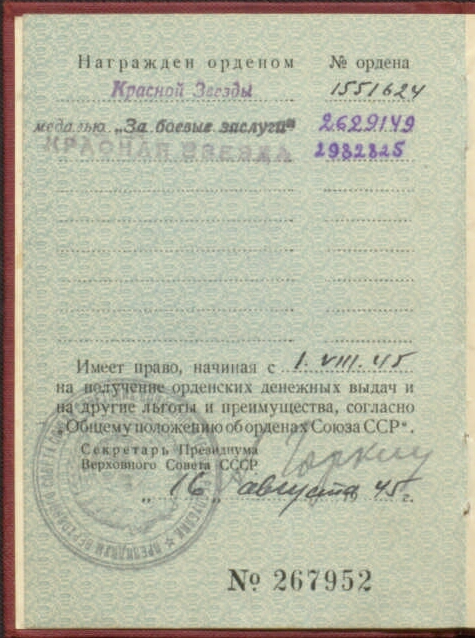 Награжден орденом № ордена
Красной Звезды 1551624
медалью „За боевые заслуги" 2629149
КРАСНАЯ ЗВЕЗДА 2982825
Имеет право, начиная с 1. VIII. 45
на получение орденских денежных выдач и
на другие льготы и преимущества, согласно
„Общему положению об орденах Союза ССР".
Секретарь Президиума
Верховного Совета СССР Горкин
„16" августа 45 г.
№ 267952